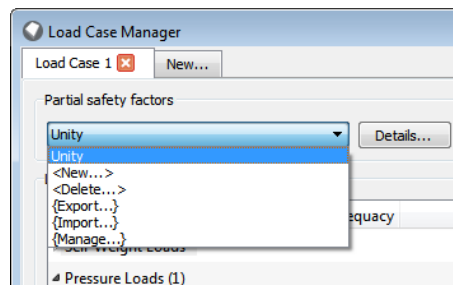 Load Case Manager
Load Case 1 New...
Partial safety factors
Unity Details...
Unity
<New...>
<Delete...>
{Export...}
{Import...}
{Manage...}
equacy
Self-Weight Loads
Pressure Loads (1)